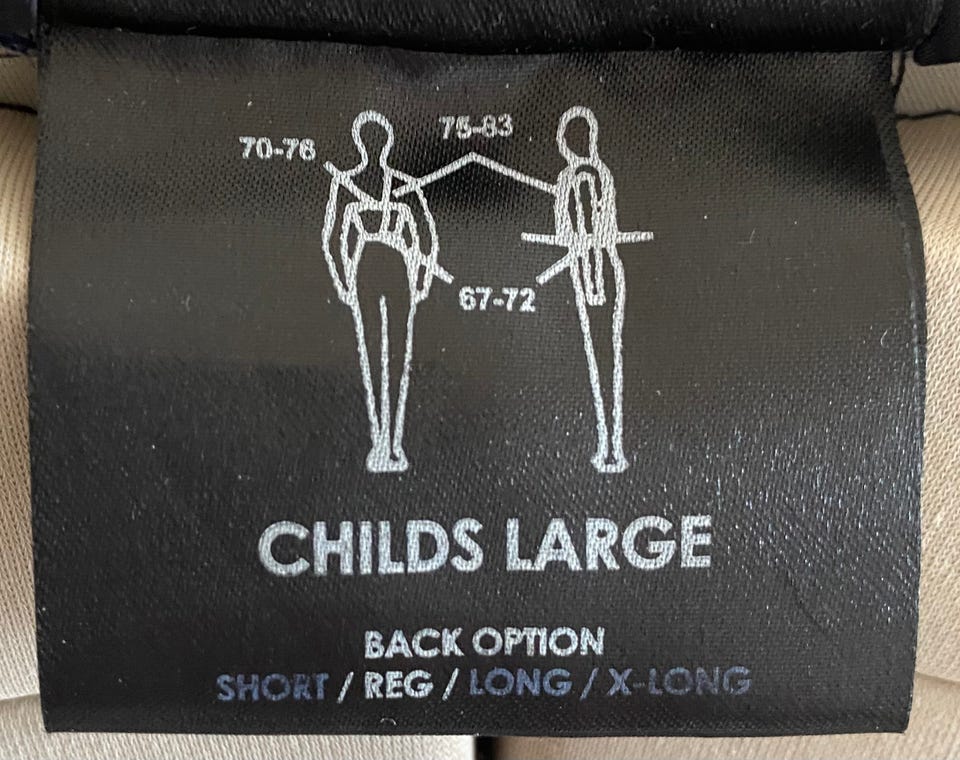 75-83
70-76
67-72
CHILDS LARGE
BACK OPTION
SHORT / REG / LONG / X-LONG